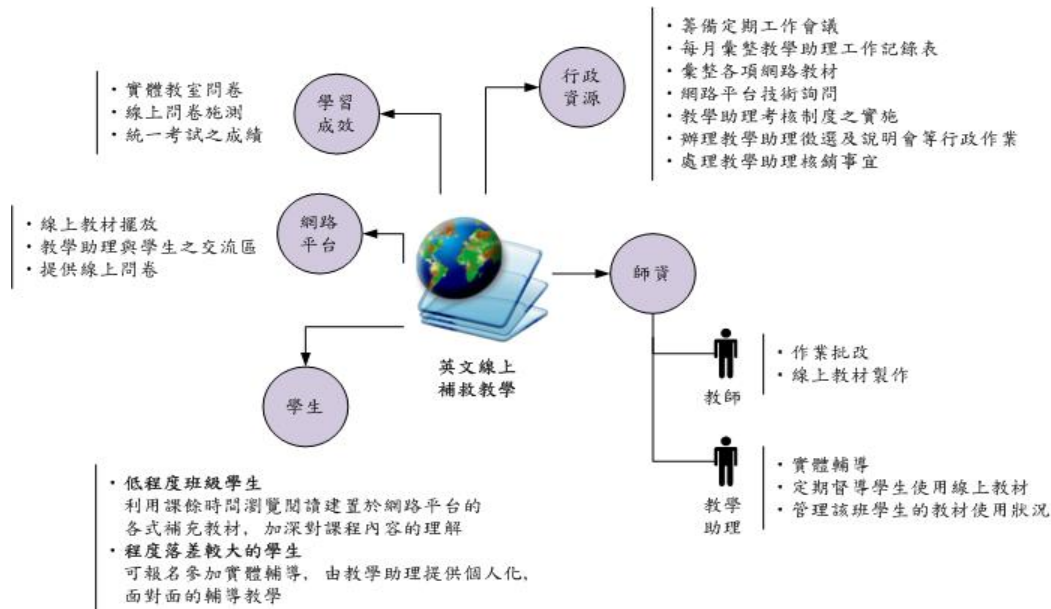 學習
成效
・實體教室問卷
・線上問卷施測
・統一考試之成績
行政
資源
・籌備定期工作會議
・每月彙整教學助理工作記錄表
・彙整各項網路教材
・網路平台技術詢問
・教學助理考核制度之實施
・辦理教學助理徵選及說明會等行政作業
・處理教學助理核銷事宜
網路
平台
・線上教材擺放
・教學助理與學生之交流區
・提供線上問卷
英文線上
補救教學
師資
教師
・作業批改
・線上教材製作
教學
助理
・實體輔導
・定期督導學生使用線上教材
・管理該班學生的教材使用狀況
學生
・低程度班級學生
利用課餘時間瀏覽閱讀建置於網路平台的
各式補充教材，加深對課程內容的理解
・程度落差較大的學生
可報名參加實體輔導，由教學助理提供個人化，
面對面的輔導教學